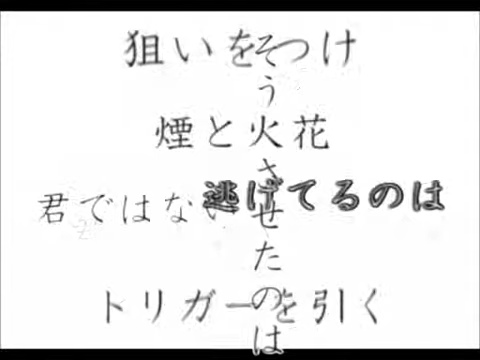 狙いをつけ
煙と火花
君ではない
逃げてるのは
トリガーを引く
そうさせたのは